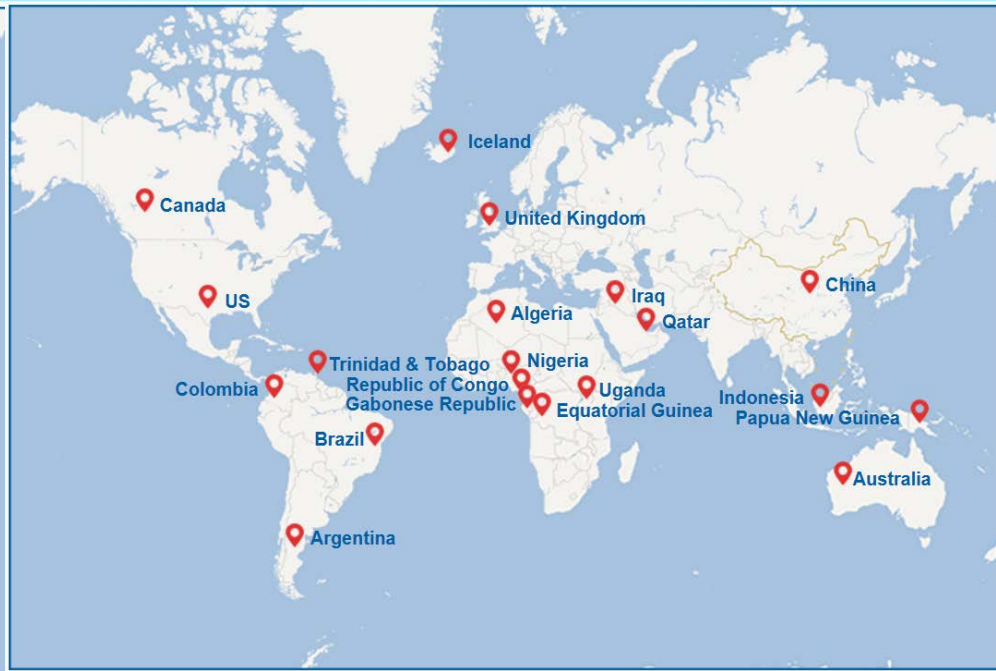 Iceland
Canada
United Kingdom
China
US
Iraq
Algeria
Qatar
Trinidad & Tobago
Nigeria
Republic of Congo
Colombia
Uganda
Gabonese Republic
Indonesia
Equatorial Guinea
Papua New Guinea
Brazil
Australia
Argentina